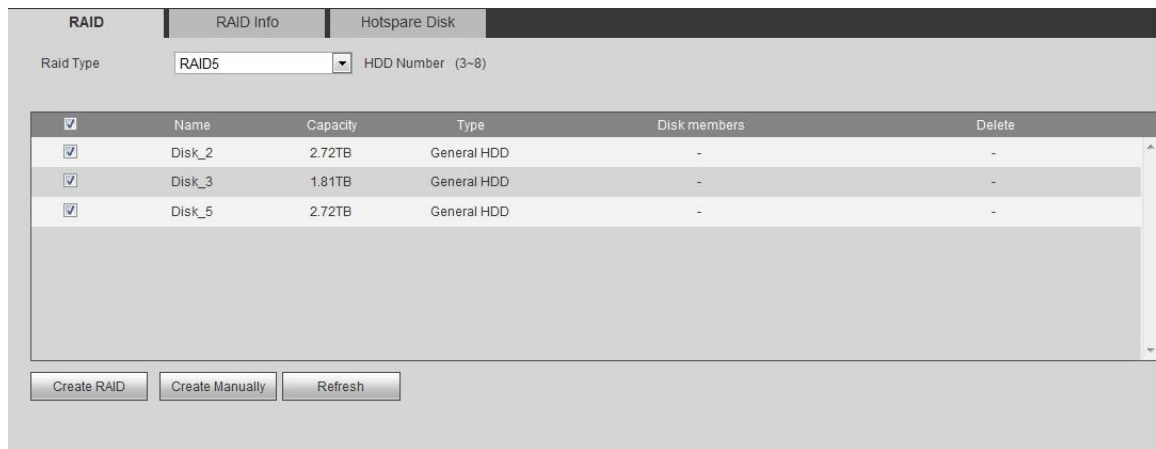 RAID RAID Info Hotspare Disk
Raid Type RAID5 HDD Number (3~8)
Name Capacity Type Disk members Delete
Disk_2 2.72TB General HDD - -
Disk_3 1.81TB General HDD - -
Disk_5 2.72TB General HDD - -
Create RAID Create Manually Refresh